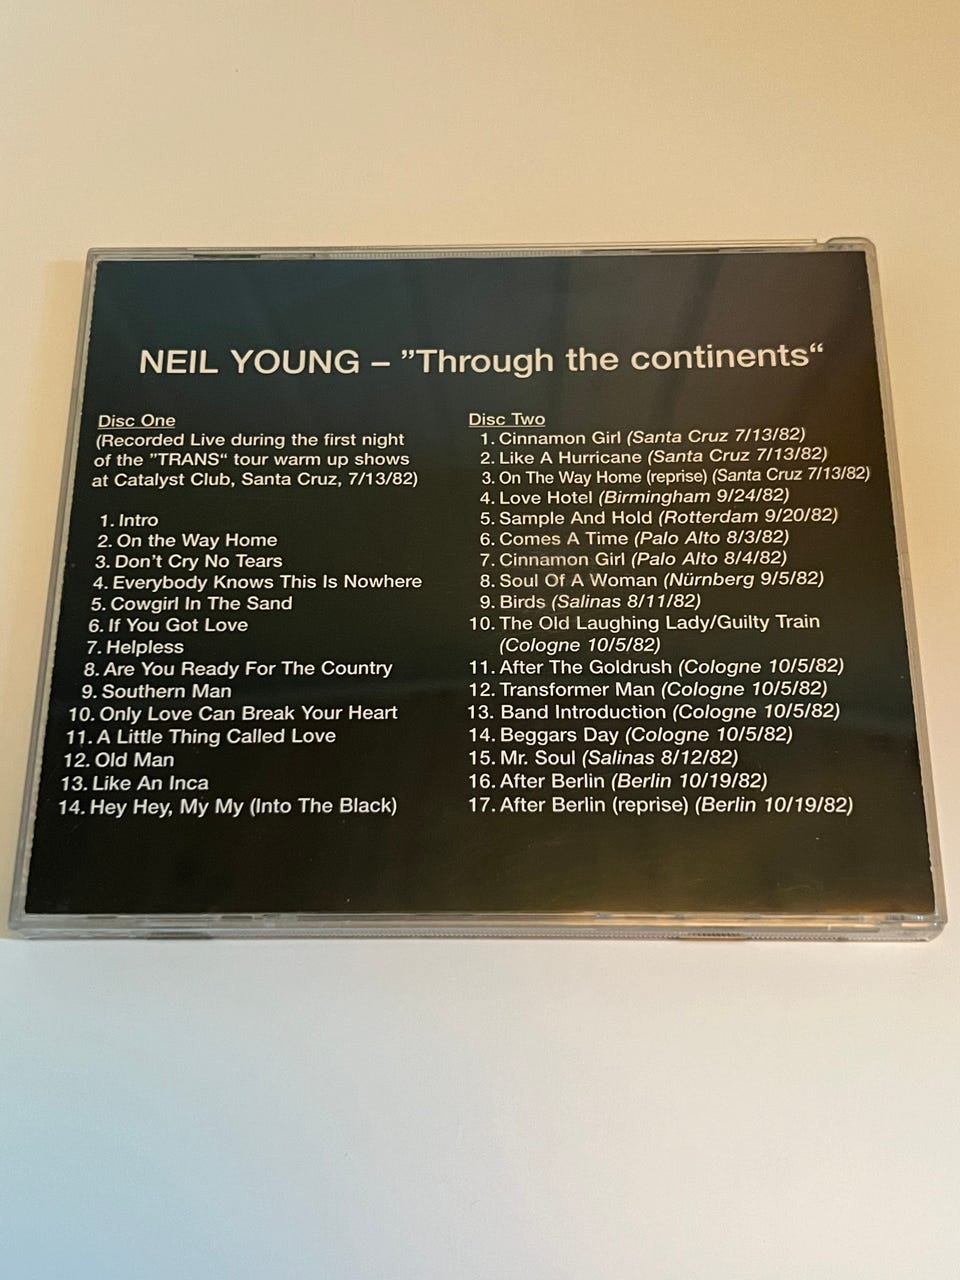 NEIL YOUNG – ”Through the continents“
Disc One
(Recorded Live during the first night
of the ”TRANS“ tour warm up shows
at Catalyst Club, Santa Cruz, 7/13/82)
1. Intro
2. On the Way Home
3. Don’t Cry No Tears
4. Everybody Knows This Is Nowhere
5. Cowgirl In The Sand
6. If You Got Love
7. Helpless
8. Are You Ready For The Country
9. Southern Man
10. Only Love Can Break Your Heart
11. A Little Thing Called Love
12. Old Man
13. Like An Inca
14. Hey Hey, My My (Into The Black)
Disc Two
1. Cinnamon Girl (Santa Cruz 7/13/82)
2. Like A Hurricane (Santa Cruz 7/13/82)
3. On The Way Home (reprise) (Santa Cruz 7/13/82)
4. Love Hotel (Birmingham 9/24/82)
5. Sample And Hold (Rotterdam 9/20/82)
6. Comes A Time (Palo Alto 8/3/82)
7. Cinnamon Girl (Palo Alto 8/4/82)
8. Soul Of A Woman (Nürnberg 9/5/82)
9. Birds (Salinas 8/11/82)
10. The Old Laughing Lady/Guilty Train
(Cologne 10/5/82)
11. After The Goldrush (Cologne 10/5/82)
12. Transformer Man (Cologne 10/5/82)
13. Band Introduction (Cologne 10/5/82)
14. Beggars Day (Cologne 10/5/82)
15. Mr. Soul (Salinas 8/12/82)
16. After Berlin (Berlin 10/19/82)
17. After Berlin (reprise) (Berlin 10/19/82)